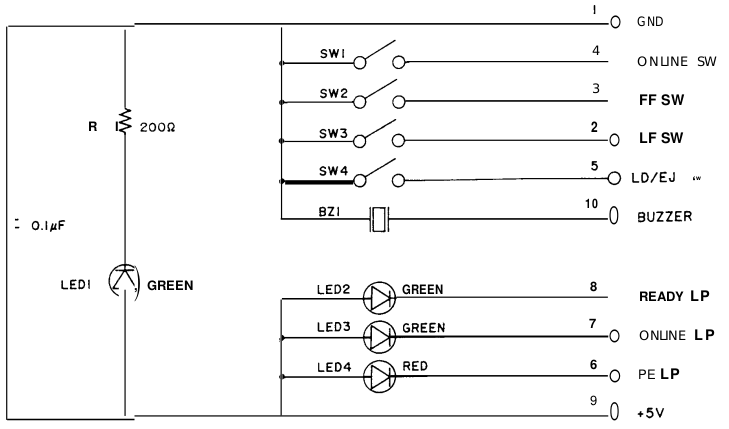 1 GND
SW1 4 ONLINE SW
SW2 3 FF SW
R 1 200Ω SW3 2 LF SW
SW4 5 LD/EJ
BZ1 10 BUZZER
0.1µF
LED1 GREEN
LED2 GREEN 8 READY LP
LED3 GREEN 7 ONLINE LP
LED4 RED 6 PE LP
9 +5V